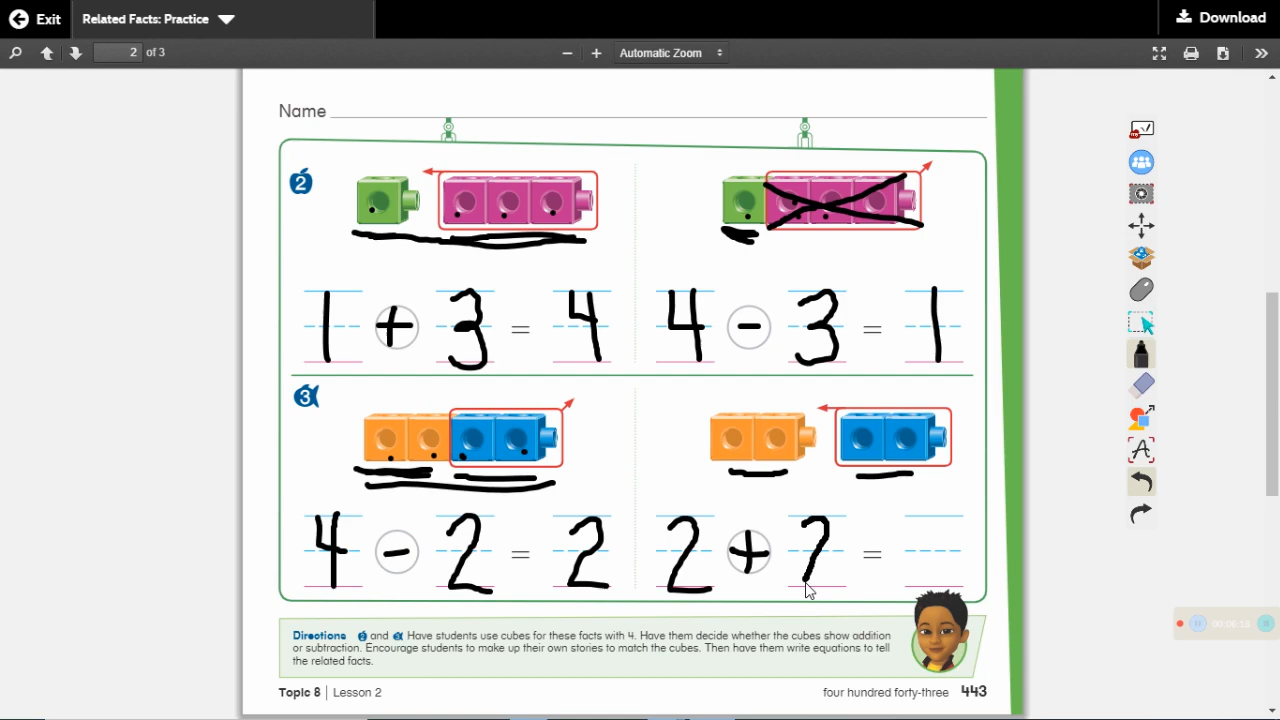 Exit Related Facts: Practice Download
2 of 3 Automatic Zoom
Name
2
1 + 3 = 4 4 - 3 = 1
3
4 - 2 = 2 2 + =
Directions 2 and 3 Have students use cubes for these facts with 4. Have them decide whether the cubes show addition
or subtraction. Encourage students to make up their own stories to match the cubes. Then have them write equations to tell
the related facts.
Topic 8 | Lesson 2 four hundred forty-three 443